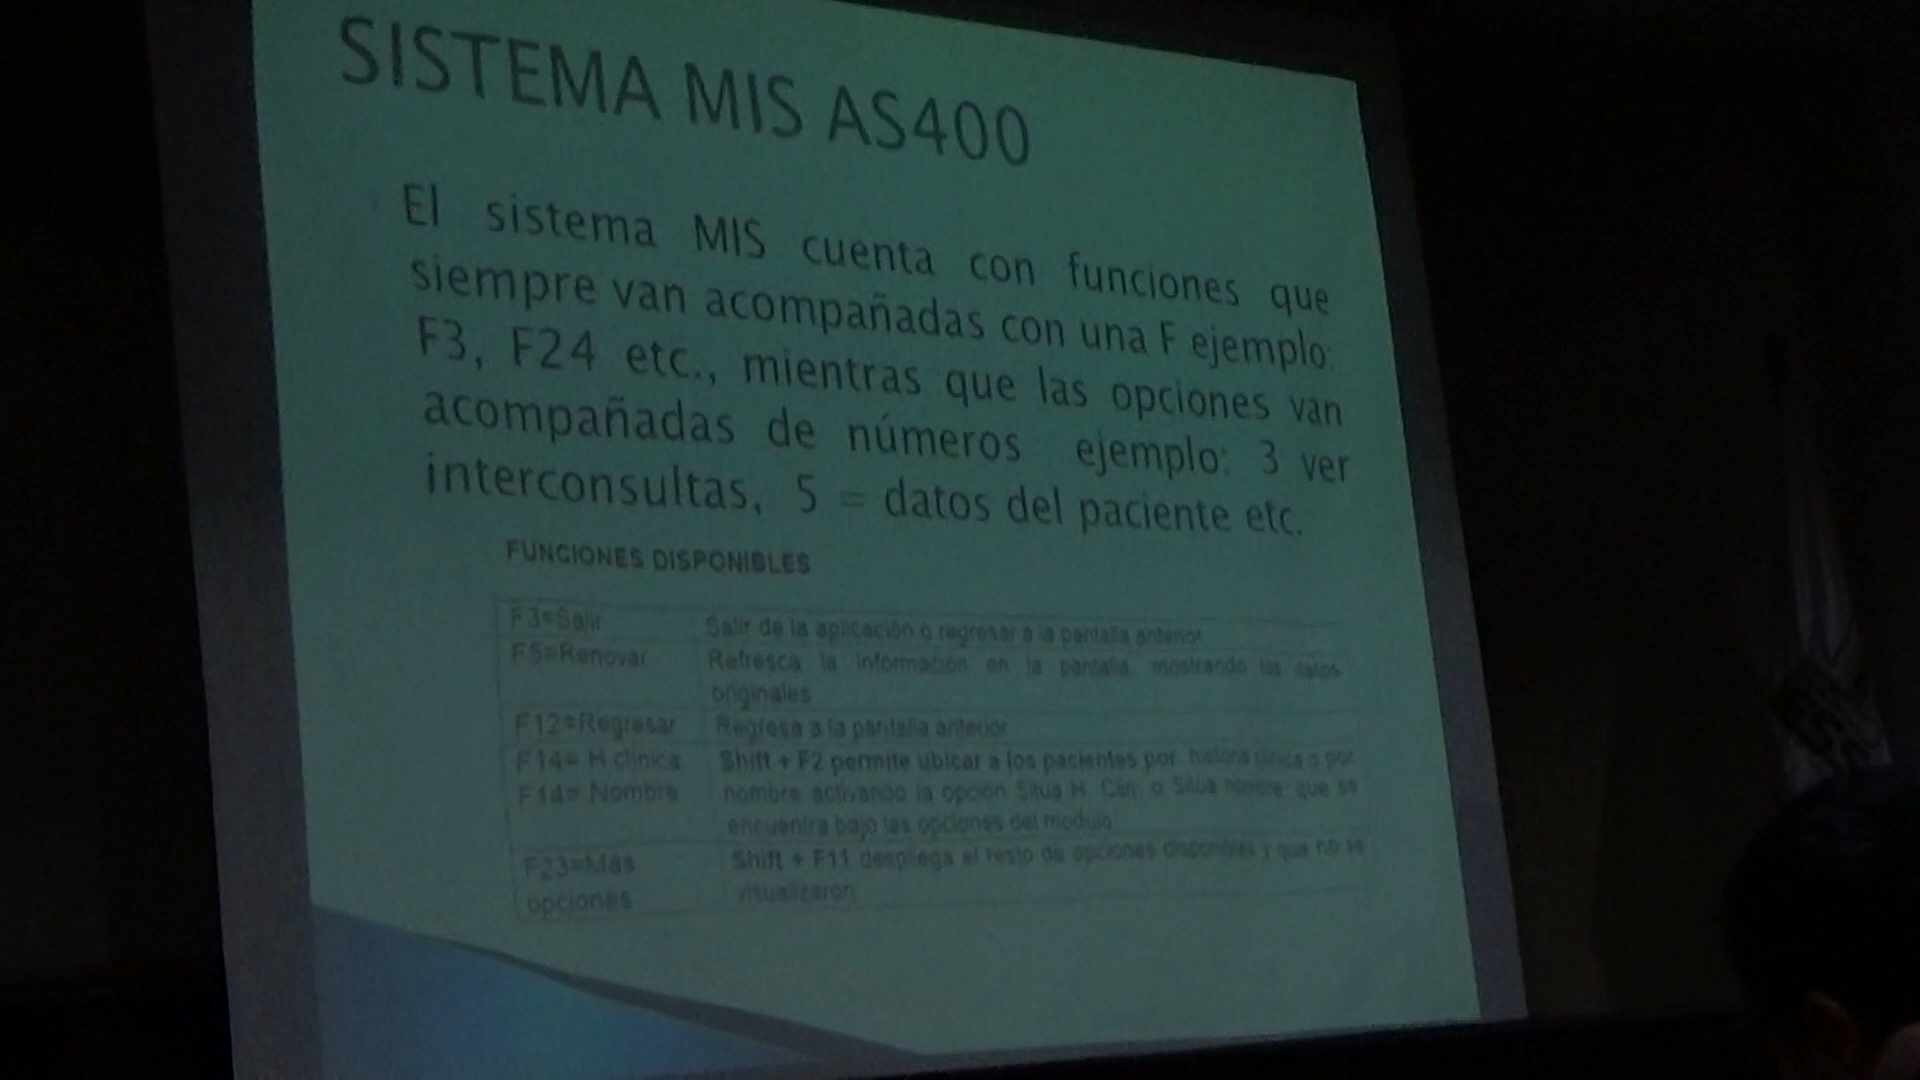 SISTEMA MIS AS400
El sistema MIS cuenta con funciones que
siempre van acompañadas con una F ejemplo:
F3, F24 etc., mientras que las opciones van
acompañadas de números ejemplo: 3 ver
interconsultas, 5 = datos del paciente etc.
FUNCIONES DISPONIBLES
F3=Salir Salir de la aplicación o regresar a la pantalla anterior
F5=Renovar Refresca la información en la pantalla mostrando los datos
originales
F12=Regresar Regresa a la pantalla anterior
F14= H clinica Shift + F2 permite ubicar a los pacientes por historia clinica o por
F14= Nombre nombre activando la opción Situa H. Clin. o Situa nombre que se
encuentra bajo las opciones del modulo
F23=Más Shift + F11 despliega el resto de opciones disponibles y que no se
opciones visualizaron